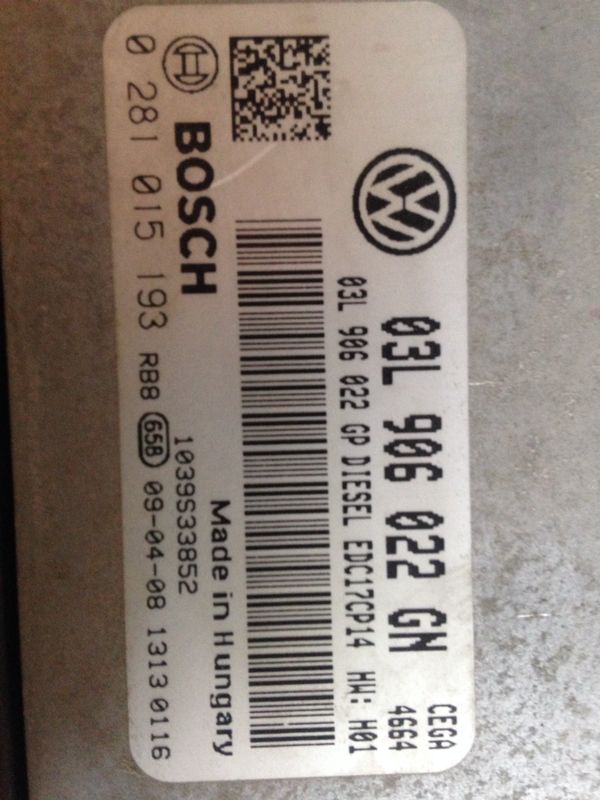 03L 906 022 GN
CEGA
4664
03L 906 022 GP DIESEL EDC17CP14 HW: H01
Made in Hungary
BOSCH
1039S33852
0 281 015 193 RB8 65B 09-04-08 1313 0116